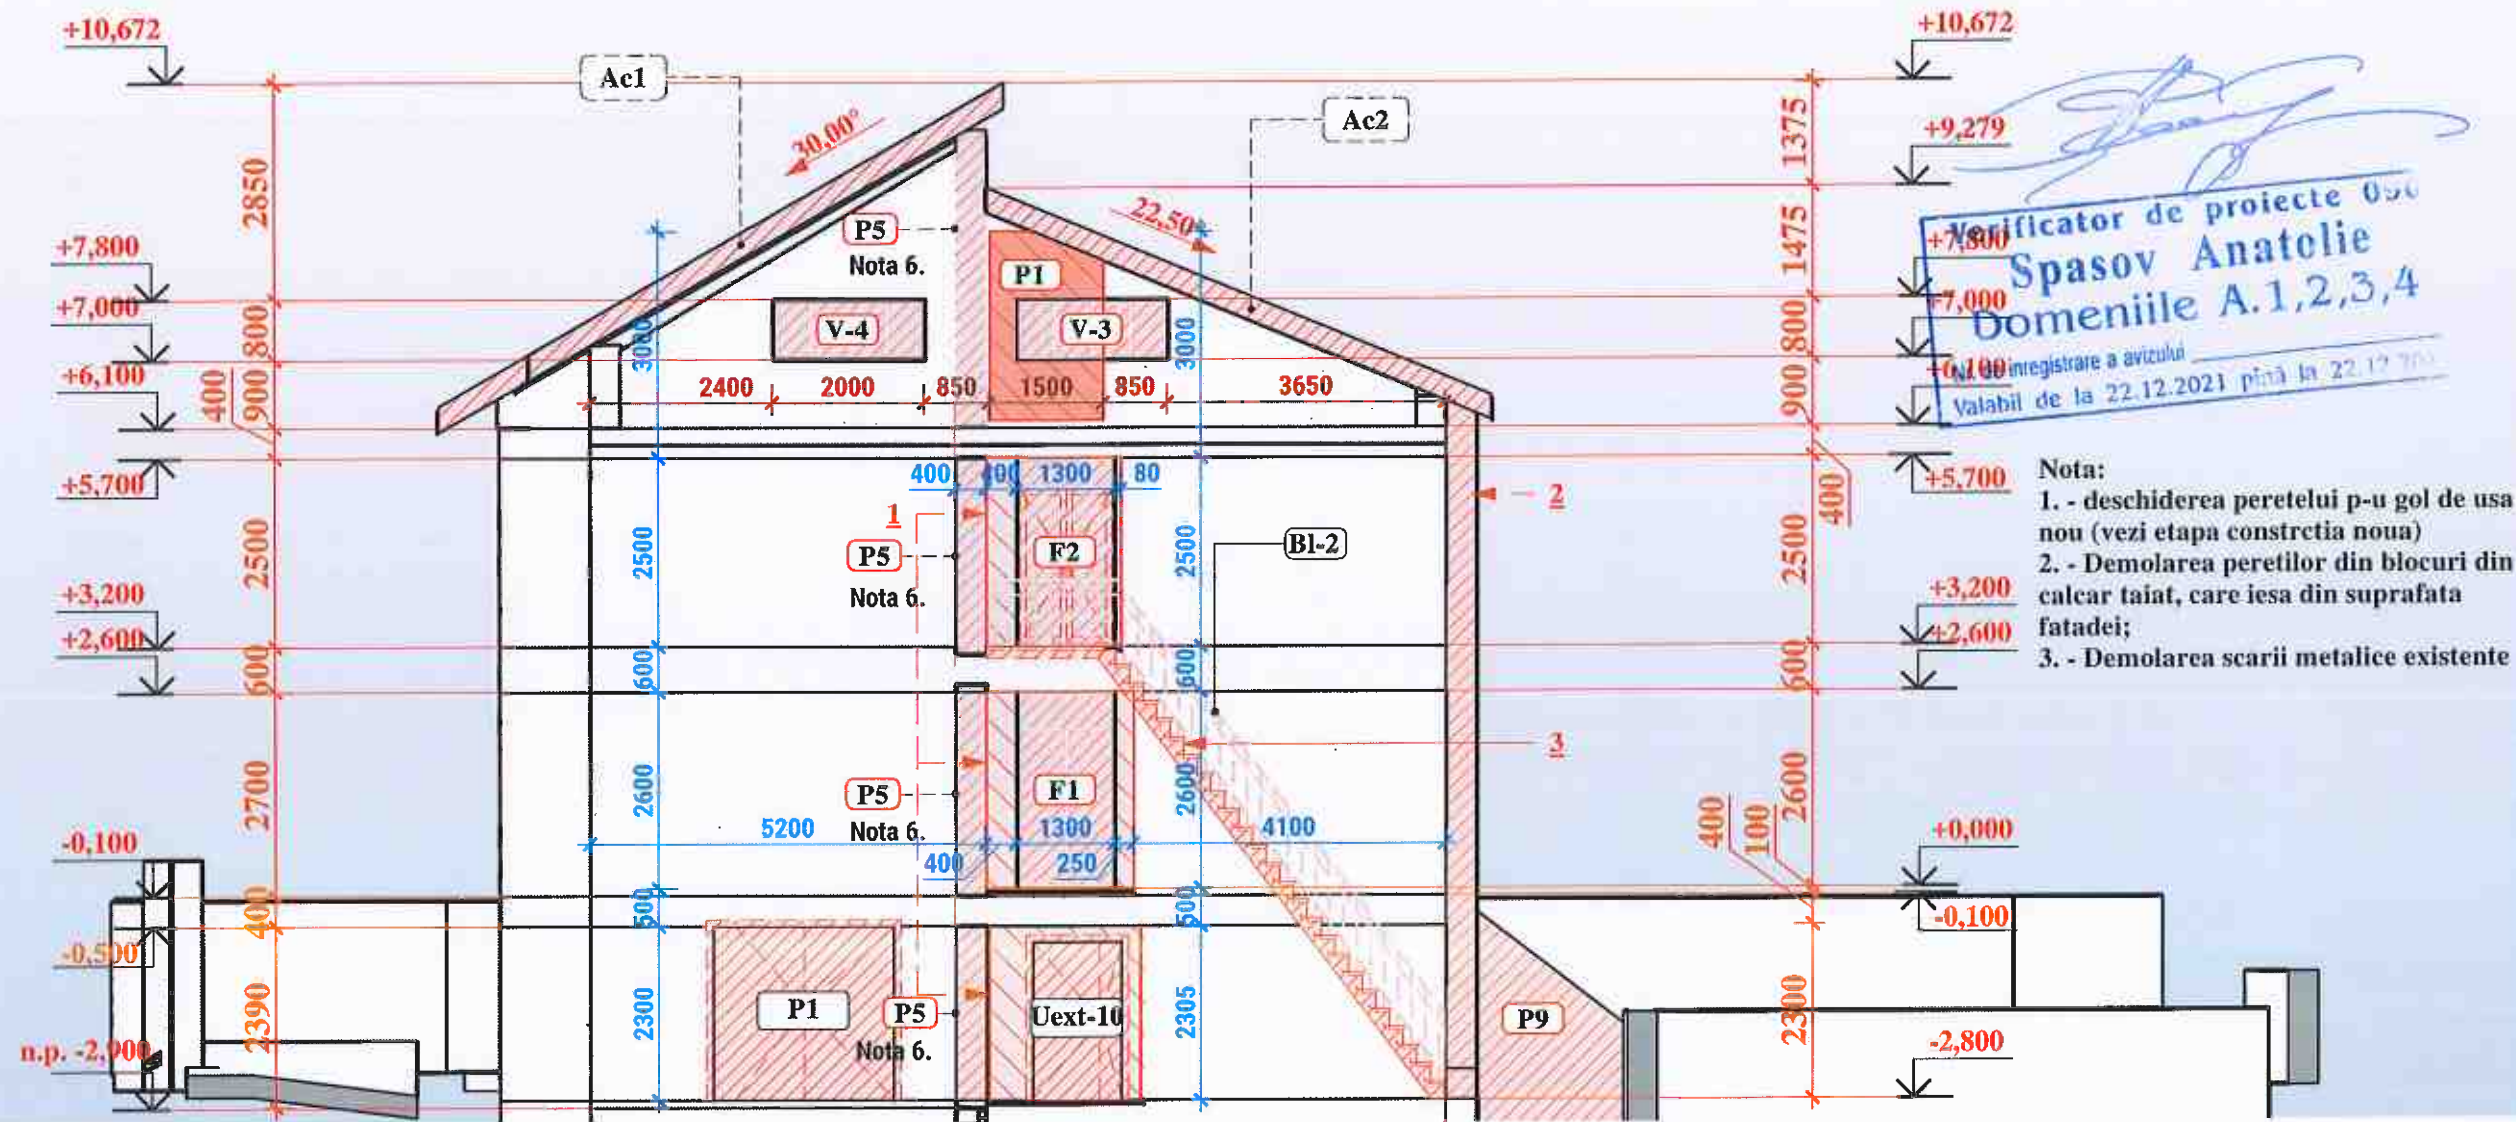 +10,672
+7,800
+7,000
+6,100
+5,700
+3,200
+2,600
-0,100
-0,500
n.p. -2,900
2850
800
900
400
2500
600
2700
400
2390
Ac1
30,00°
Ac2
22,50°
P5
Nota 6.
P1
V-4
V-3
3000
3000
2400
2000
850
1500
850
3650
400
400
1300
80
1
2
P5
F2
Bl-2
Nota 6.
2500
2500
600
600
3
P5
F1
Nota 6.
2600
2600
5200
1300
4100
400
250
500
500
P1
P5
Uext-10
Nota 6.
P9
2300
2305
1375
1475
800
900
400
2500
600
2600
400
100
2300
+10,672
+9,279
+7,800
+7,000
+6,100
+5,700
+3,200
+2,600
+0,000
-0,100
-2,800
Verificator de proiecte
Spasov Anatolie
Domeniile A.1,2,3,4
inregistrare a avizului
Valabil de la 22.12.2021 pînă la 22.12
Nota:
1. - deschiderea peretelui p-u gol de usa
nou (vezi etapa constrctia noua)
2. - Demolarea peretilor din blocuri din
calcar taiat, care iesa din suprafata
fatadei;
3. - Demolarea scarii metalice existente